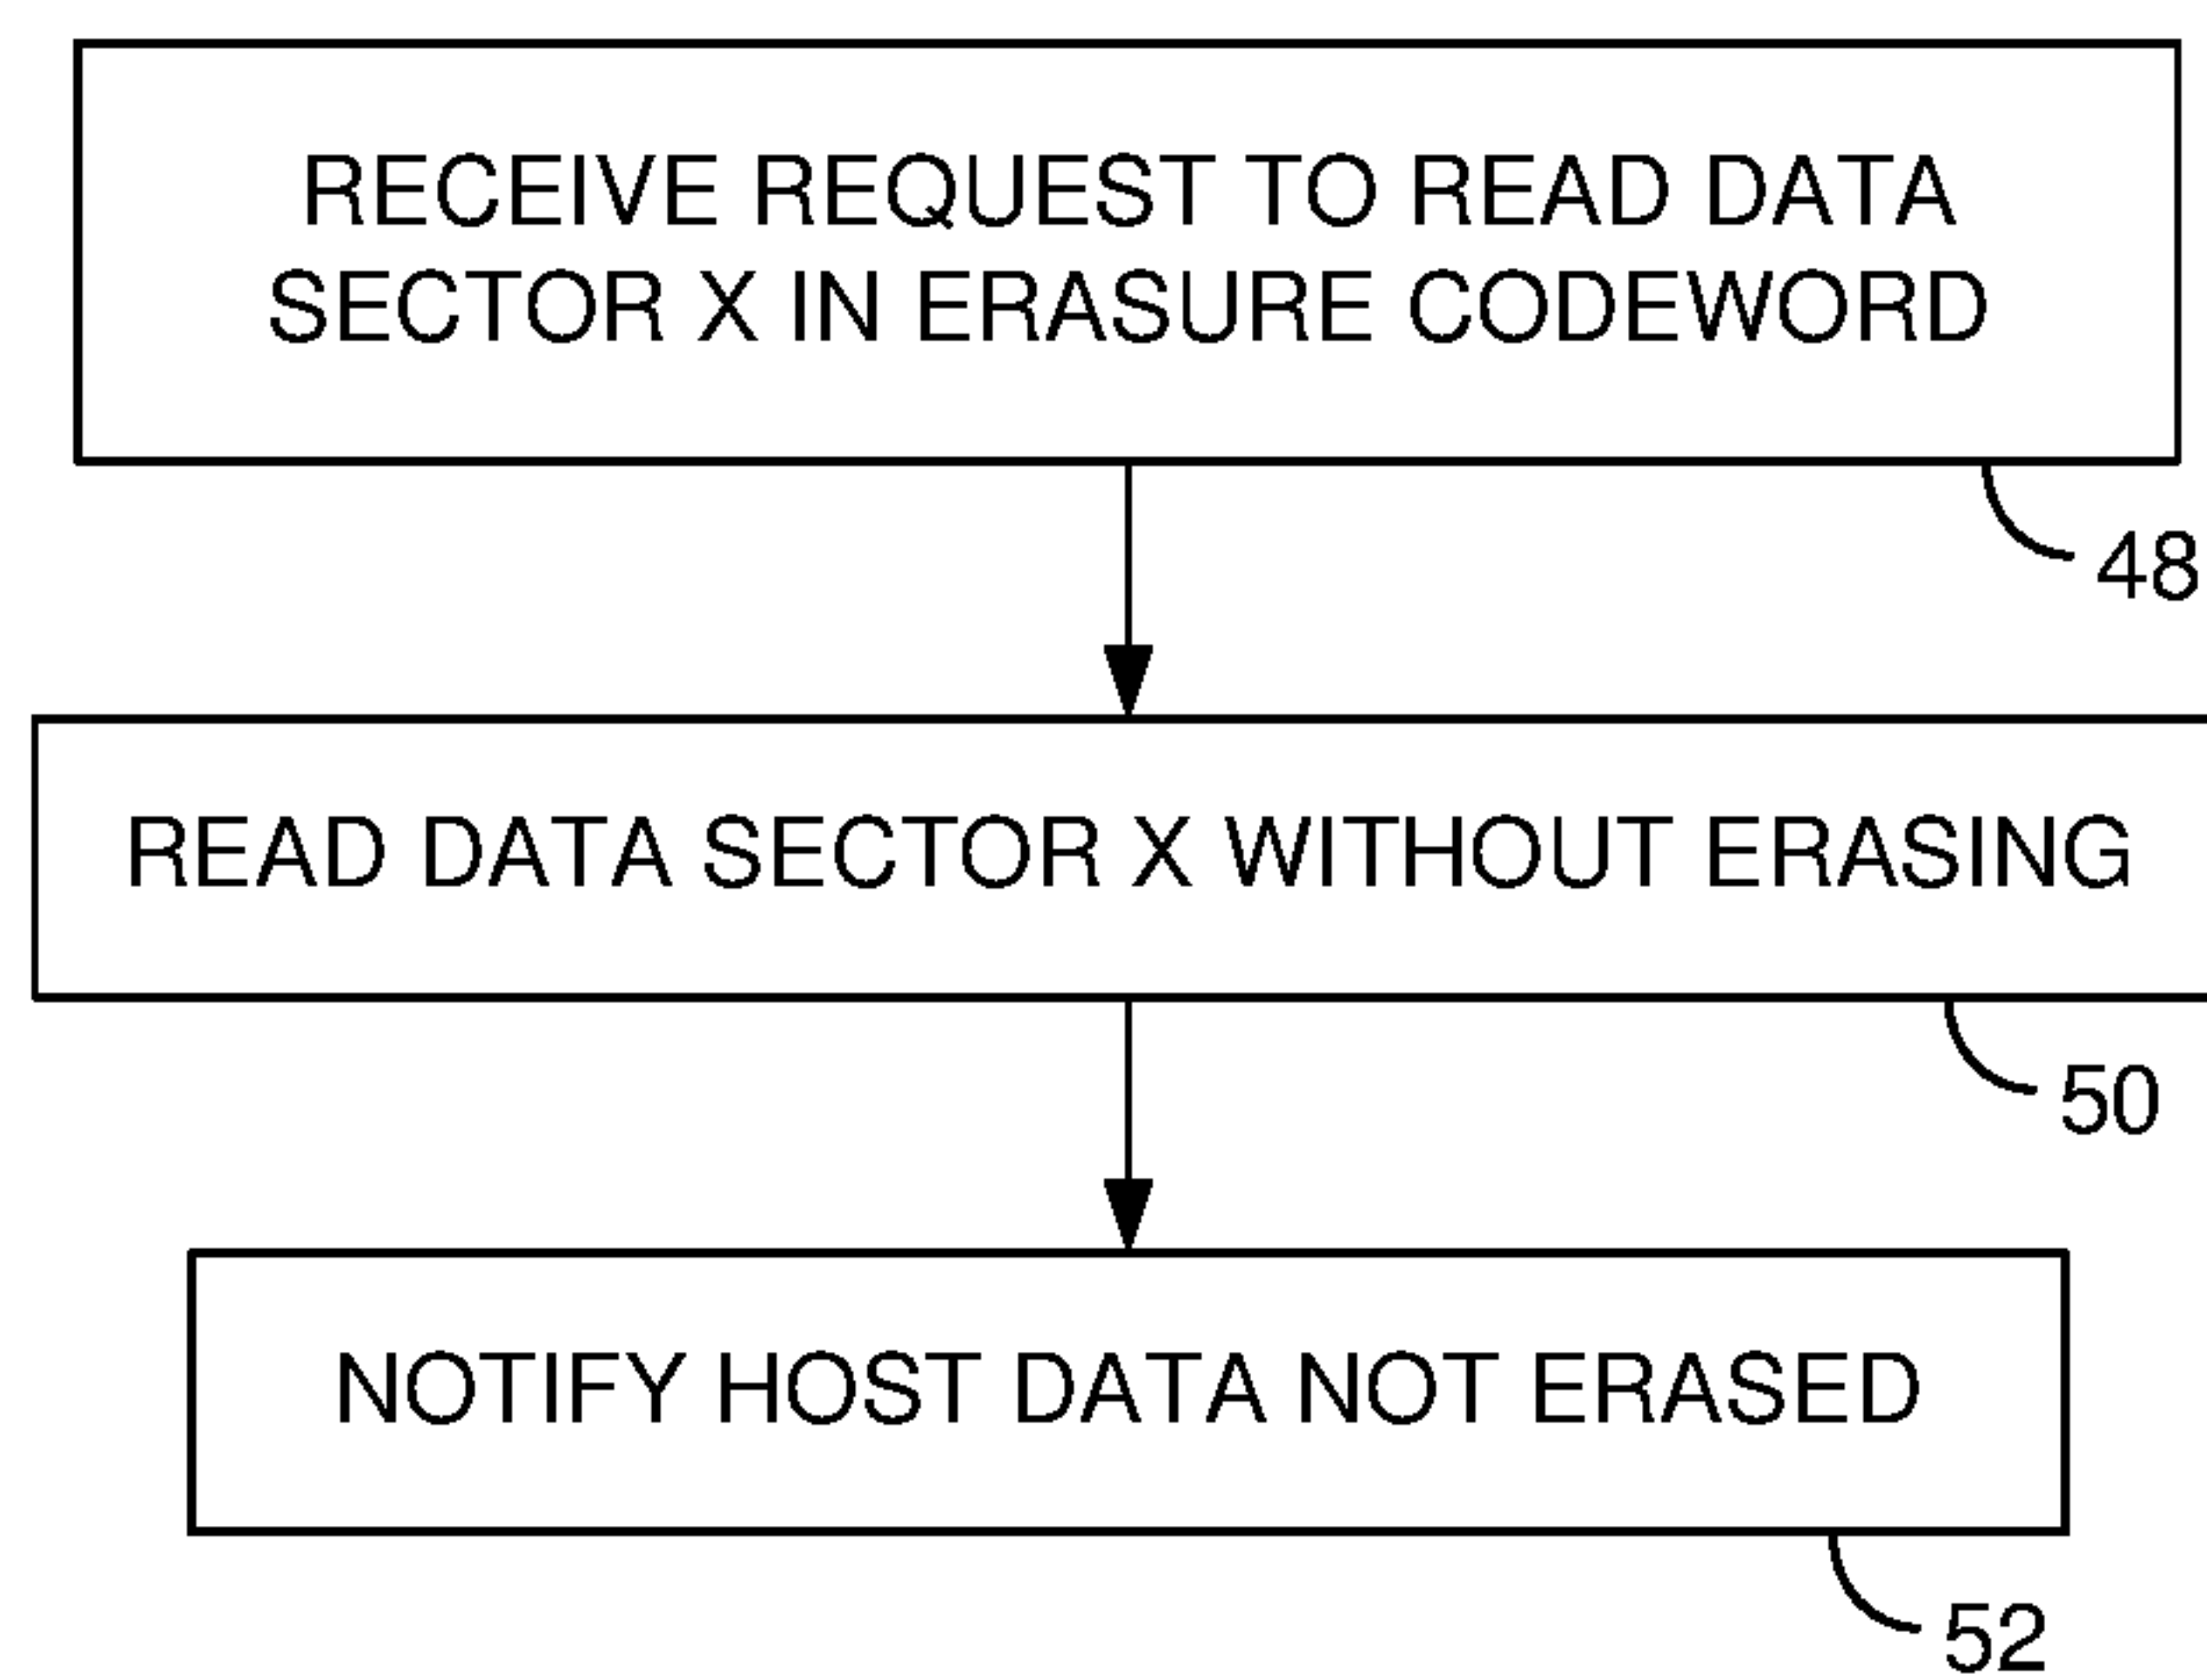 RECEIVE REQUEST TO READ DATA
SECTOR X IN ERASURE CODEWORD
48
READ DATA SECTOR X WITHOUT ERASING
50
NOTIFY HOST DATA NOT ERASED
52